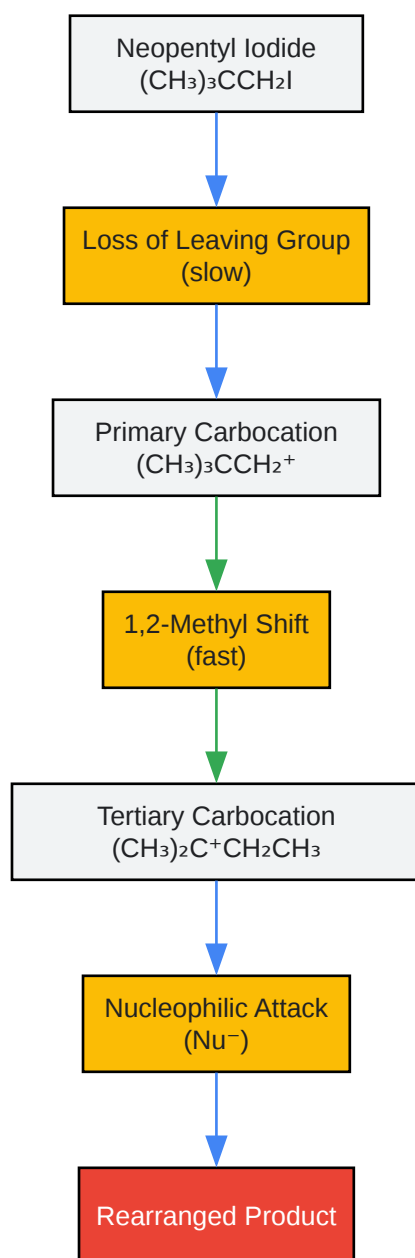 Neopentyl Iodide
(CH₃)₃CCH₂I
Loss of Leaving Group
(slow)
Primary Carbocation
(CH₃)₃CCH₂⁺
1,2-Methyl Shift
(fast)
Tertiary Carbocation
(CH₃)₂C⁺CH₂CH₃
Nucleophilic Attack
(Nu⁻)
Rearranged Product